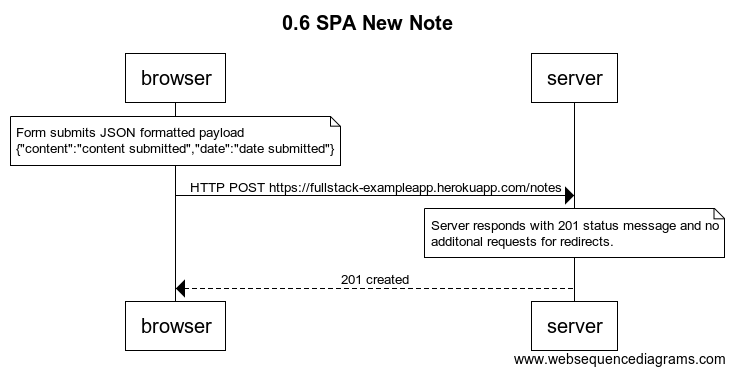 0.6 SPA New Note
browser
server
Form submits JSON formatted payload
{"content":"content submitted","date":"date submitted"}
HTTP POST https://fullstack-exampleapp.herokuapp.com/notes
Server responds with 201 status message and no
additonal requests for redirects.
201 created
browser
server
www.websequencediagrams.com